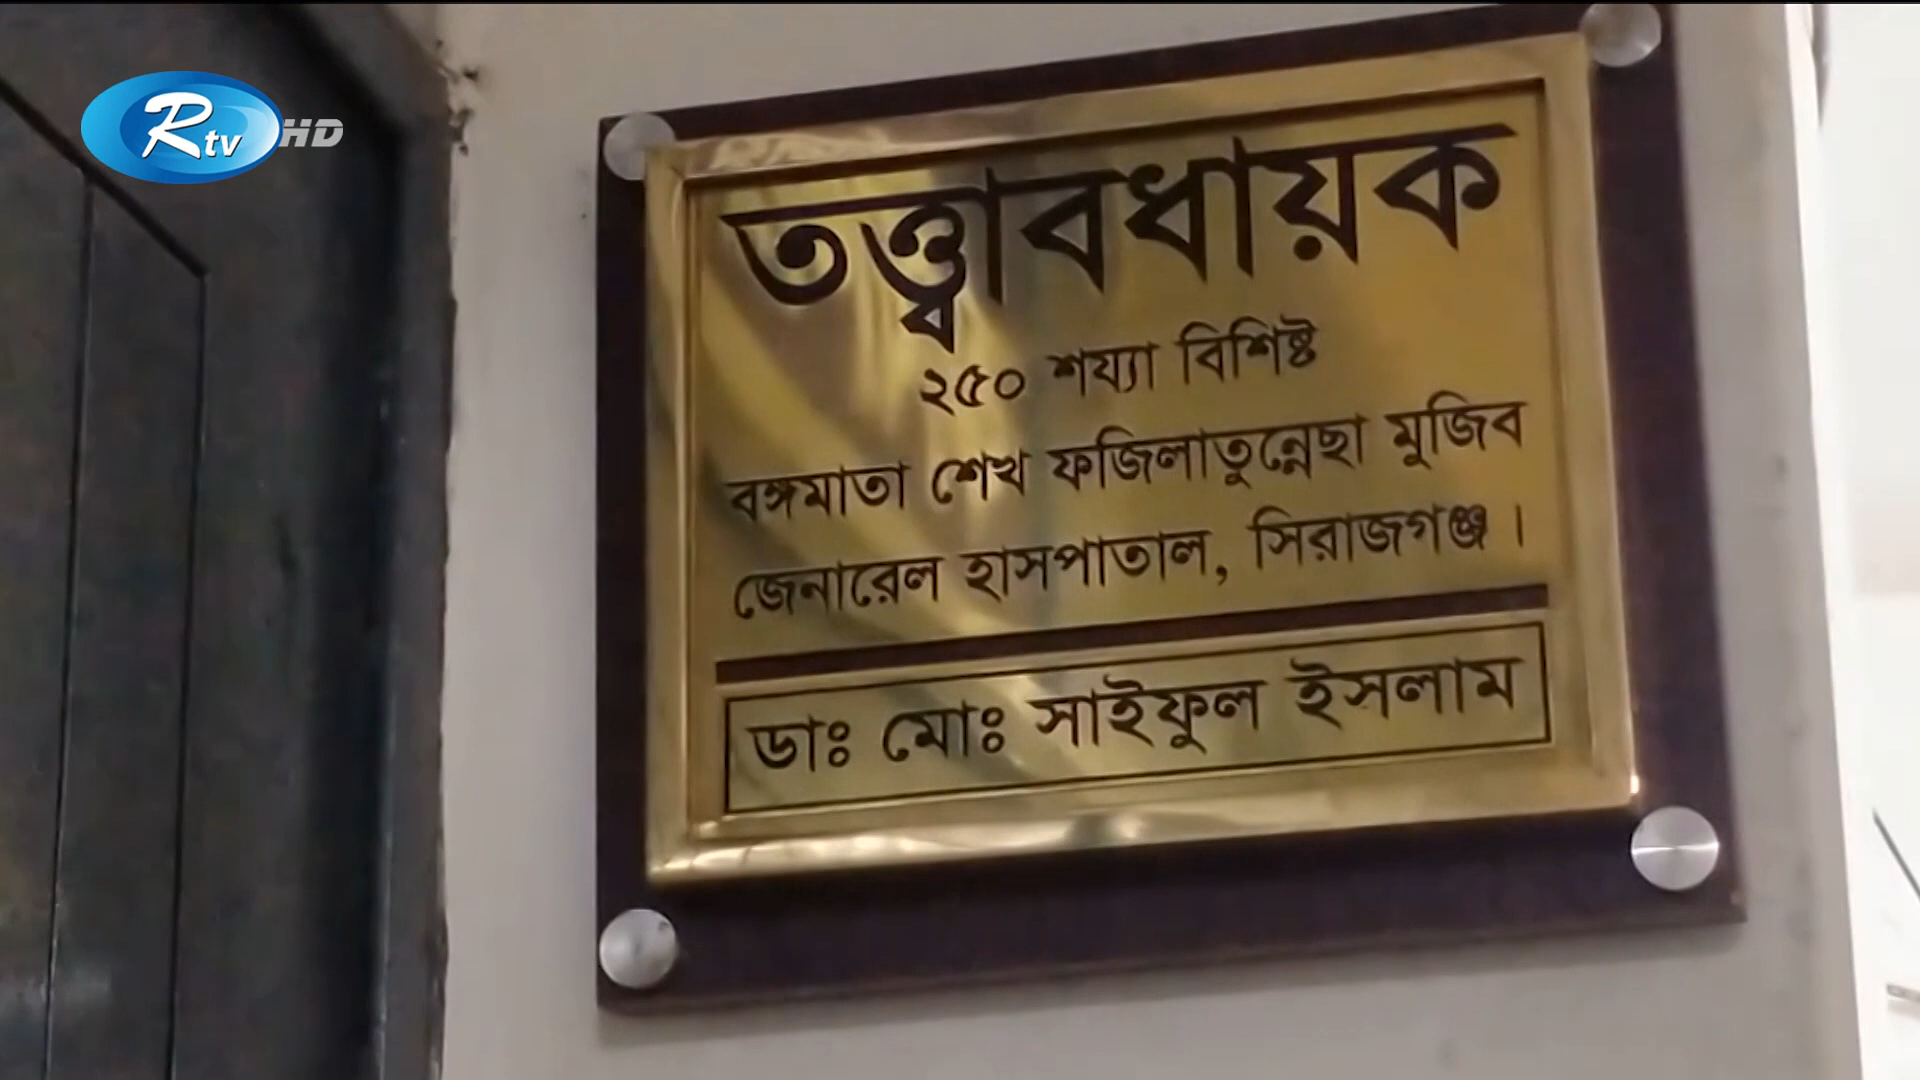 Rtv HD
তত্ত্বাবধায়ক
২৫০ শয্যা বিশিষ্ট
বঙ্গমাতা শেখ ফজিলাতুন্নেছা মুজিব
জেনারেল হাসপাতাল, সিরাজগঞ্জ।
ডাঃ মোঃ সাইফুল ইসলাম